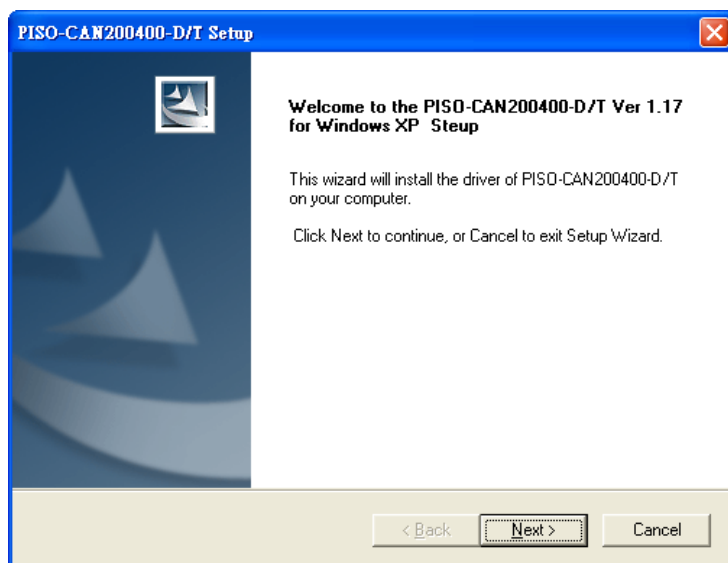 PISO-CAN200400-D/T Setup
Welcome to the PISO-CAN200400-D/T Ver 1.17
for Windows XP Steup
This wizard will install the driver of PISO-CAN200400-D/T
on your computer.
Click Next to continue, or Cancel to exit Setup Wizard.
< Back
Next >
Cancel